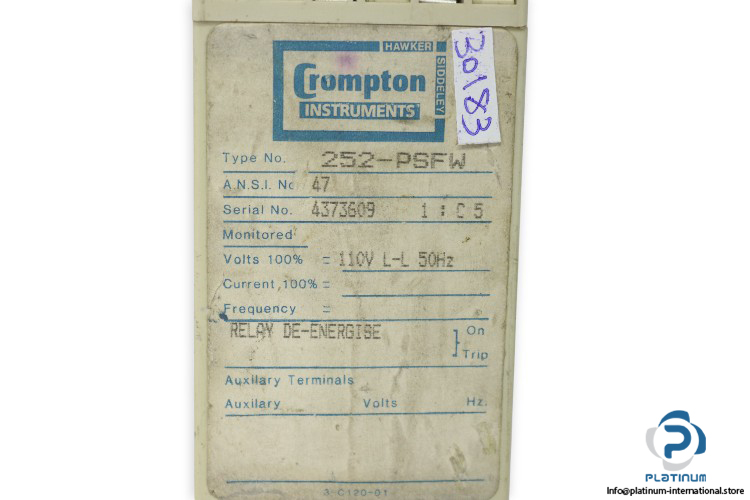 HAWKER
SIDDELEY
Crompton
INSTRUMENTS
30183
Type No. 252-PSFW
A.N.S.I. No 47
Serial No. 4373609 1 : C 5
Monitored
Volts 100% = 110V L-L 50Hz
Current, 100% =
Frequency =
RELAY DE-ENERGISE On
Trip
Auxilary Terminals
Auxilary Volts Hz.
3-C120-01
PLATINUM
Info@platinum-international.store